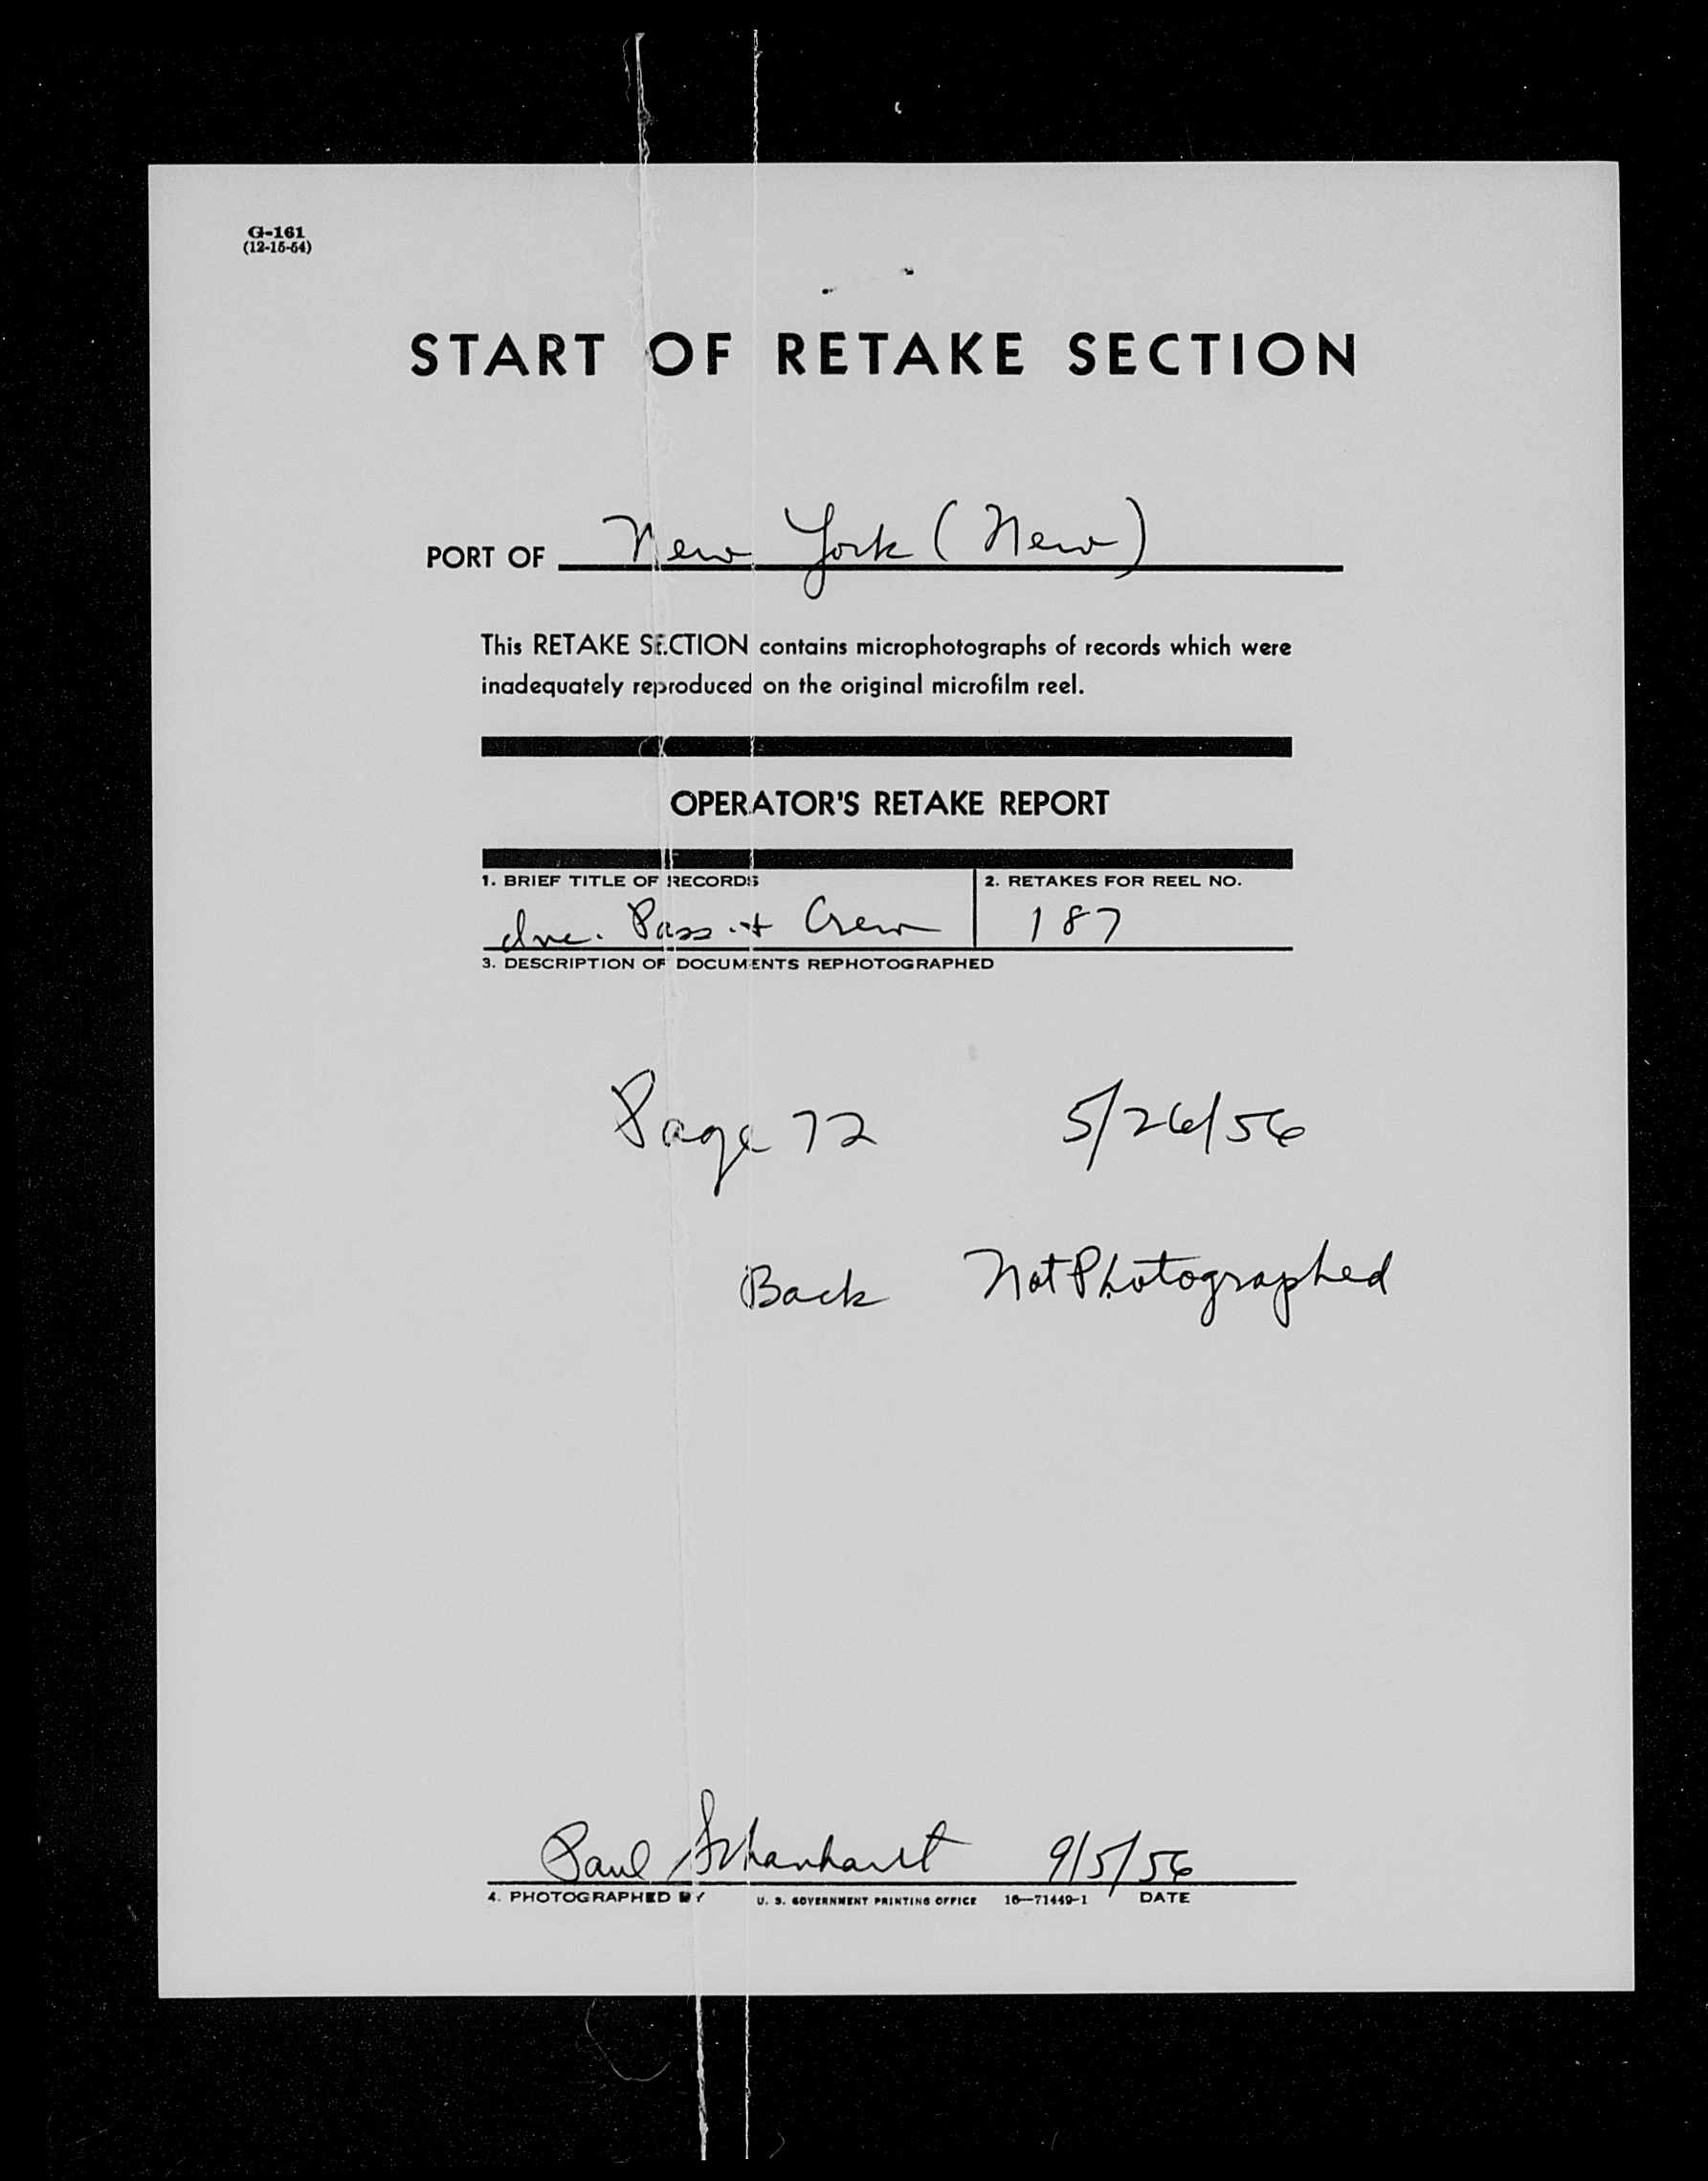 G-161
(12-15-54)
START OF RETAKE SECTION
PORT OF New York (New)
This RETAKE SECTION contains microphotographs of records which were
inadequately reproduced on the original microfilm reel.
OPERATOR'S RETAKE REPORT
1. BRIEF TITLE OF RECORDS 2. RETAKES FOR REEL NO.
Inc. Pass. + Crew 187
3. DESCRIPTION OF DOCUMENTS REPHOTOGRAPHED
Page 72 5/26/56
Back Not Photographed
Paul 9/5/56
4. PHOTOGRAPHED BY U. S. GOVERNMENT PRINTING OFFICE 16—71449-1 DATE